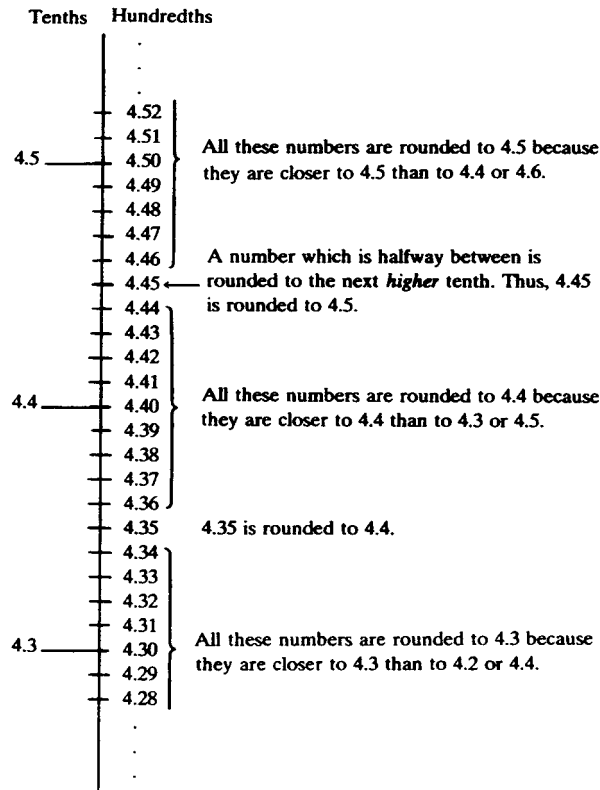 Tenths Hundredths
4.52
4.51
4.5 4.50 All these numbers are rounded to 4.5 because
4.49 they are closer to 4.5 than to 4.4 or 4.6.
4.48
4.47
4.46 A number which is halfway between is
4.45 rounded to the next higher tenth. Thus, 4.45
4.44 is rounded to 4.5.
4.43
4.42
4.41
4.4 4.40 All these numbers are rounded to 4.4 because
4.39 they are closer to 4.4 than to 4.3 or 4.5.
4.38
4.37
4.36
4.35 4.35 is rounded to 4.4.
4.34
4.33
4.32
4.31
4.3 4.30 All these numbers are rounded to 4.3 because
4.29 they are closer to 4.3 than to 4.2 or 4.4.
4.28